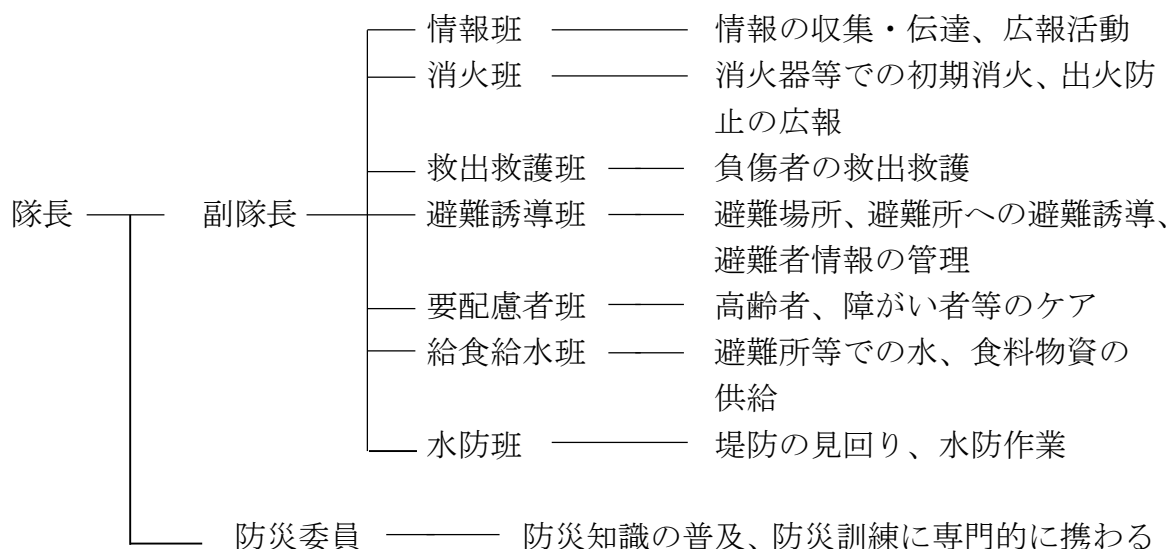 情報班 情報の収集・伝達、広報活動
消火班 消火器等での初期消火、出火防
止の広報
救出救護班 負傷者の救出救護
隊長 副隊長 避難誘導班 避難場所、避難所への避難誘導、
避難者情報の管理
要配慮者班 高齢者、障がい者等のケア
給食給水班 避難所等での水、食料物資の
供給
水防班 堤防の見回り、水防作業
防災委員 防災知識の普及、防災訓練に専門的に携わる